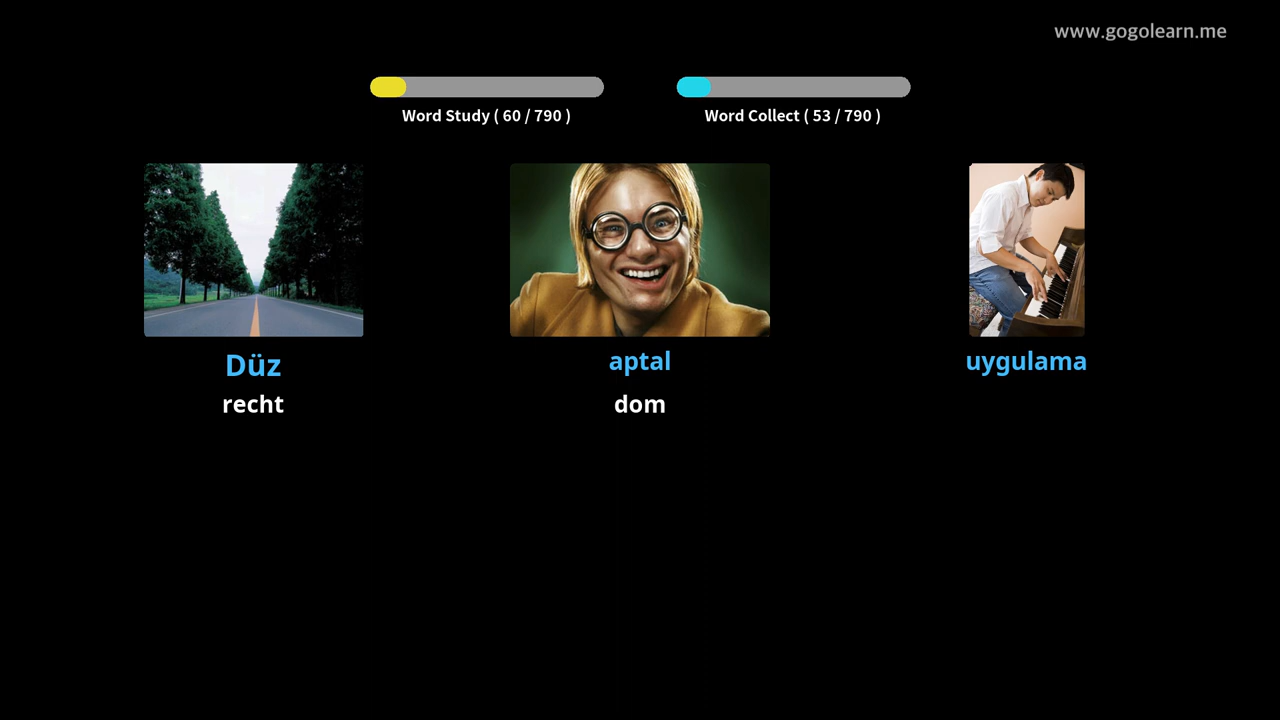 www.gogolearn.me
Word Study ( 60 / 790 )
Word Collect ( 53 / 790 )
Düz
aptal
uygulama
recht
dom